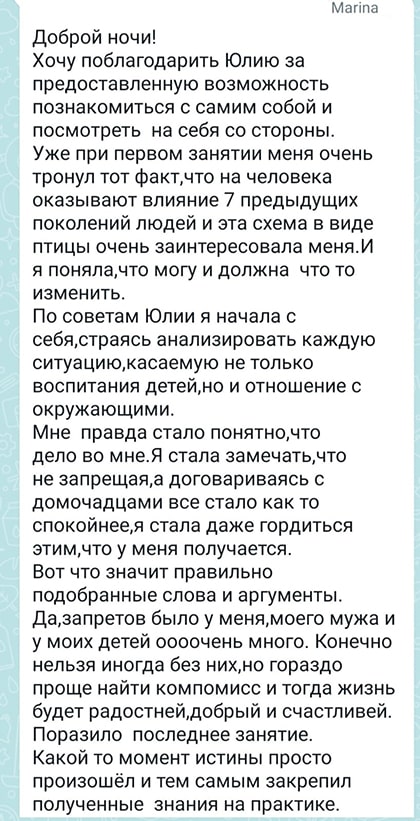 Marina
Доброй ночи!
Хочу поблагодарить Юлию за
предоставленную возможность
познакомиться с самим собой и
посмотреть  на себя со стороны.
Уже при первом занятии меня очень
тронул тот факт,что на человека
оказывают влияние 7 предыдущих
поколений людей и эта схема в виде
птицы очень заинтересовала меня.И
я поняла,что могу и должна  что то
изменить.
По советам Юлии я начала с
себя,страясь анализировать каждую
ситуацию,касаемую не только
воспитания детей,но и отношение с
окружающими.
Мне  правда стало понятно,что
дело во мне.Я стала замечать,что
не запрещая,а договариваясь с
домочадцами все стало как то
спокойнее,я стала даже гордиться
этим,что у меня получается.
Вот что значит правильно
подобранные слова и аргументы.
Да,запретов было у меня,моего мужа и
у моих детей оооочень много. Конечно
нельзя иногда без них,но гораздо
проще найти компомисс и тогда жизнь
будет радостней,добрый и счастливей.
Поразило  последнее занятие.
Какой то момент истины просто
произошёл и тем самым закрепил
полученные  знания на практике.